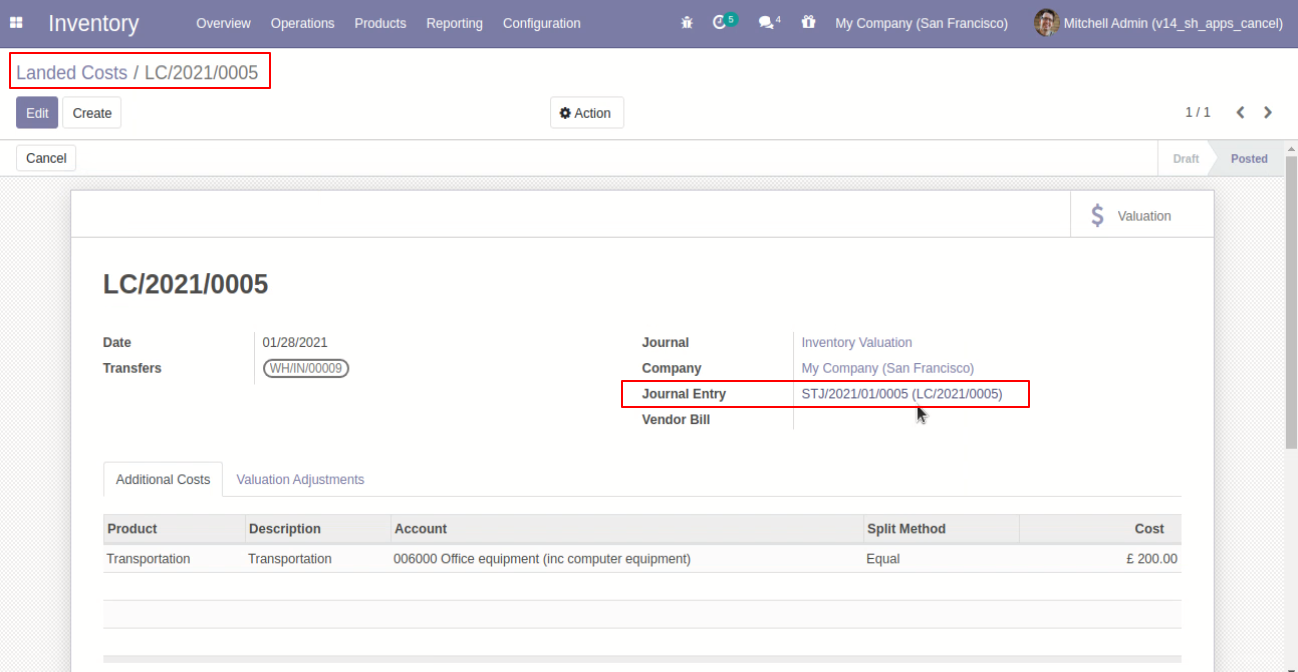 Inventory Overview Operations Products Reporting Configuration 5 4 My Company (San Francisco) Mitchell Admin (v14_sh_apps_cancel)
Landed Costs / LC/2021/0005
Edit Create Action 1 / 1
Cancel Draft Posted
$ Valuation
LC/2021/0005
Date 01/28/2021 Journal Inventory Valuation
Transfers WH/IN/00009 Company My Company (San Francisco)
Journal Entry STJ/2021/01/0005 (LC/2021/0005)
Vendor Bill
Additional Costs Valuation Adjustments
Product Description Account Split Method Cost
Transportation Transportation 006000 Office equipment (inc computer equipment) Equal £ 200.00